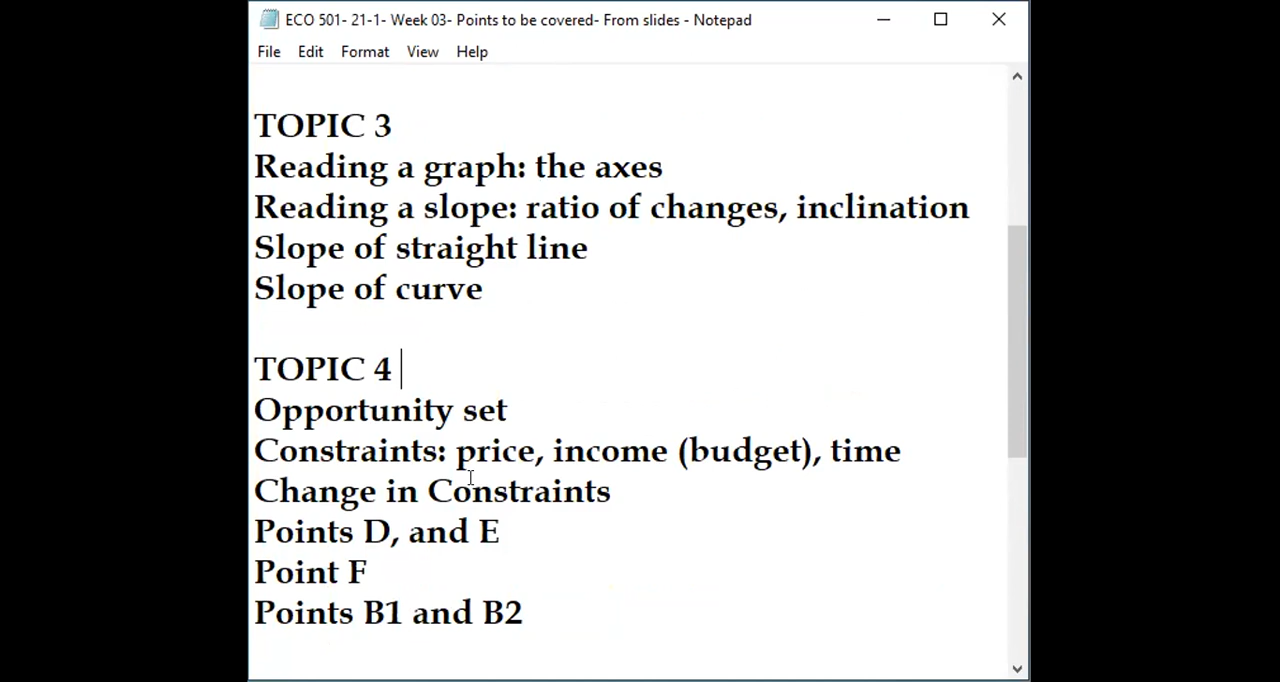 ECO 501- 21-1- Week 03- Points to be covered- From slides - Notepad
File Edit Format View Help
TOPIC 3
Reading a graph: the axes
Reading a slope: ratio of changes, inclination
Slope of straight line
Slope of curve
TOPIC 4
Opportunity set
Constraints: price, income (budget), time
Change in Constraints
Points D, and E
Point F
Points B1 and B2